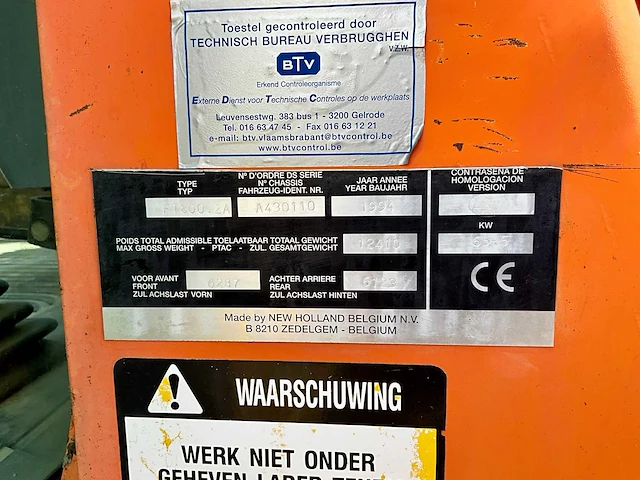 Toestel gecontroleerd door
TECHNISCH BUREAU VERBRUGGHEN
V.Z.W.
BTV
Erkend Controleorganisme
Externe Dienst voor Technische Controles op de werkplaats
Leuvensestwg. 383 bus 1 - 3200 Gelrode
Tel. 016 63.47.45 - Fax 016 63 12 21
e-mail: btv.vlaamsbrabant@btvcontrol.be
www.btvcontrol.be
TYPE
TYP
Nº D'ORDRE DS SERIE
Nº CHASSIS
FAHRZEUG-IDENT. NR.
A430110
JAAR ANNEE
YEAR BAUJAHR
1994
CONTRASENA DE
HOMOLOGACION
VERSION
KW
POIDS TOTAL ADMISSIBLE TOELAATBAAR TOTAAL GEWICHT
MAX GROSS WEIGHT - PTAC - ZUL. GESAMTGEWICHT
VOOR AVANT
FRONT
ZUL ACHSLAST VORN
ACHTER ARRIERE
REAR
ZUL ACHSLAST HINTEN
CE
Made by NEW HOLLAND BELGIUM N.V.
B 8210 ZEDELGEM - BELGIUM
WAARSCHUWING
WERK NIET ONDER
GEHEVEN LADER